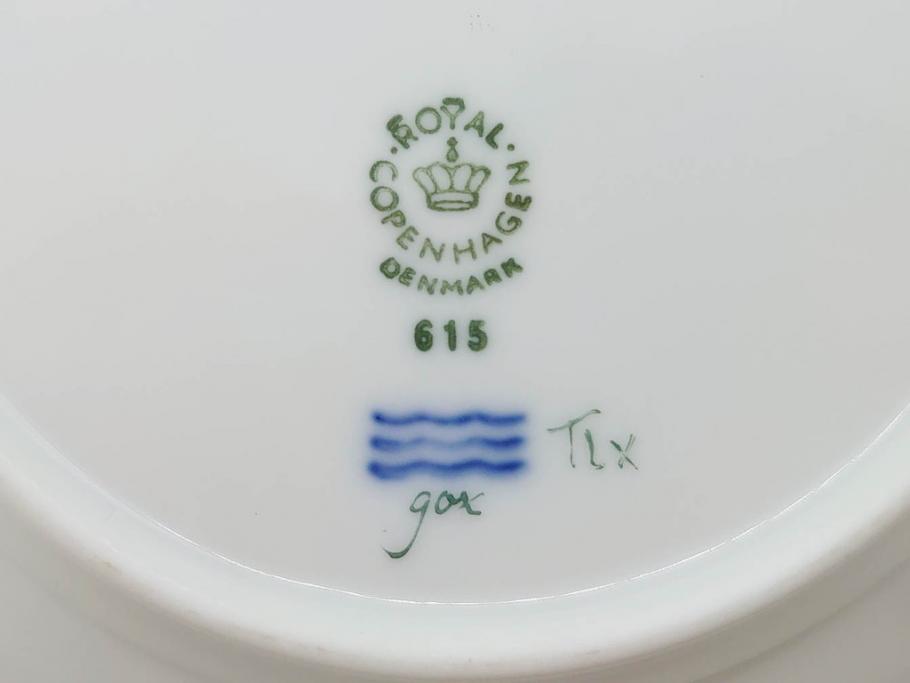 ROYAL
COPENHAGEN
DENMARK
615
Tlx
gox